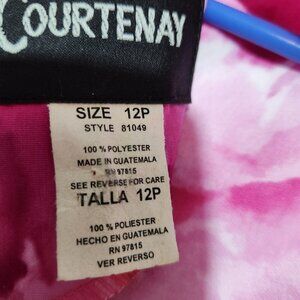 COURTENAY
SIZE 12P
STYLE 81049
100% POLYESTER
MADE IN GUATEMALA
RN 97815
SEE REVERSE FOR CARE
TALLA 12P
100% POLIESTER
HECHO EN GUATEMALA
RN 97815
VER REVERSO